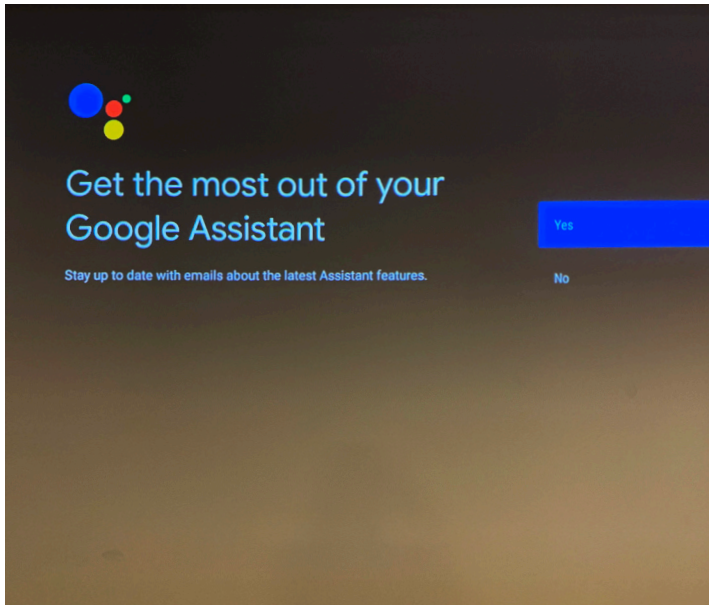 Get the most out of your
Google Assistant
Stay up to date with emails about the latest Assistant features.
Yes
No